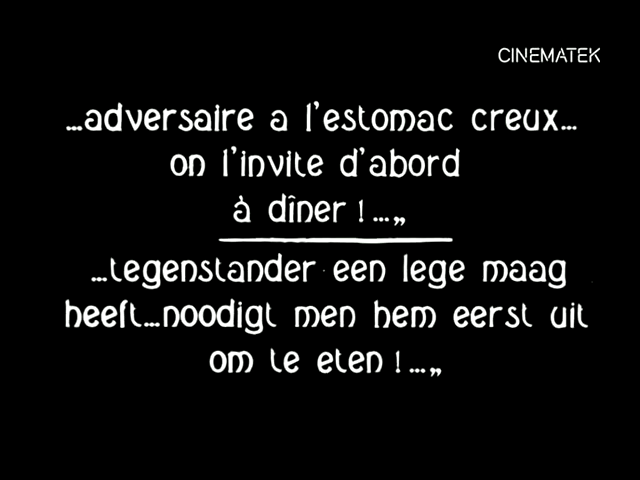 CINEMATEK
...adversaire a l'estomac creux...
on l'invite d'abord
à dîner !...„
...tegenstander een lege maag
heeft...noodigt men hem eerst uit
om te eten !...„